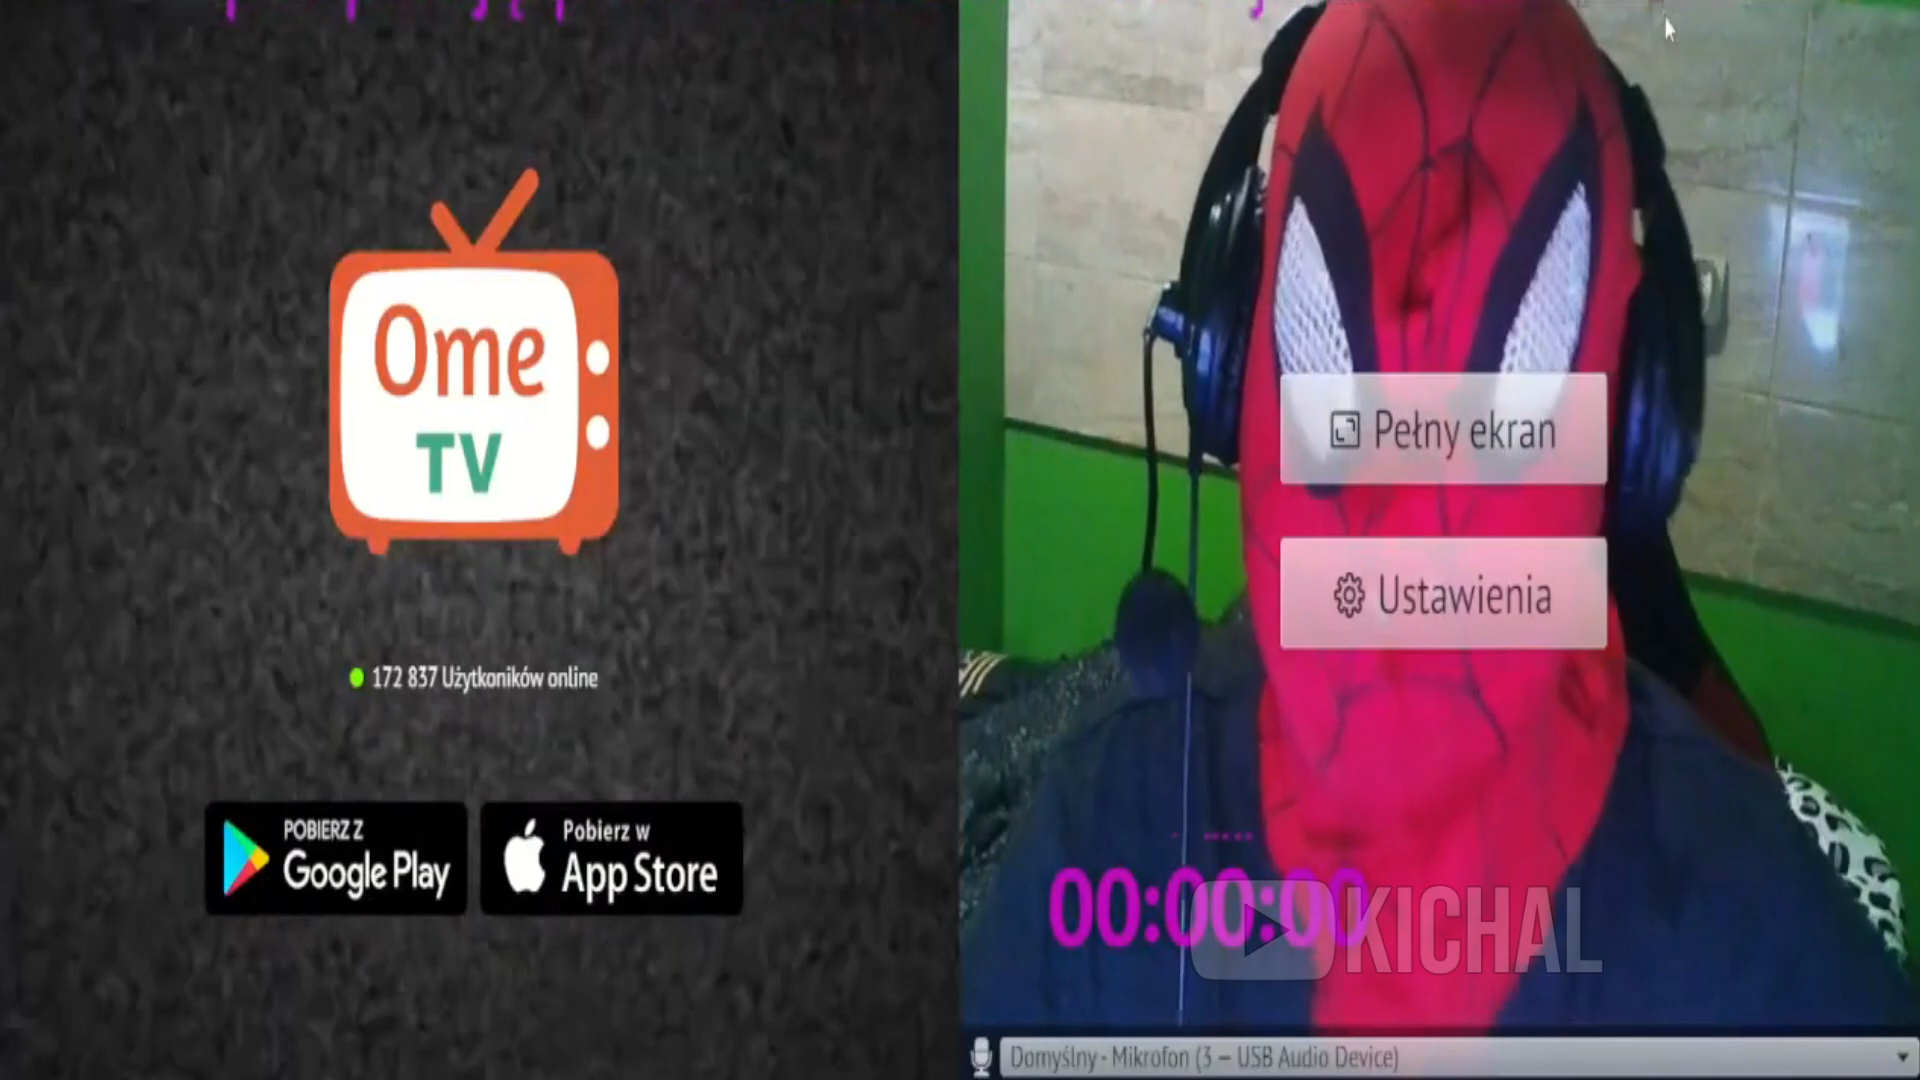 Ome
TV
172 837 Użytkoników online
POBIERZ Z
Google Play
Pobierz w
App Store
Pełny ekran
Ustawienia
00:00:00
KICHAL
Domyślny - Mikrofon (3 — USB Audio Device)